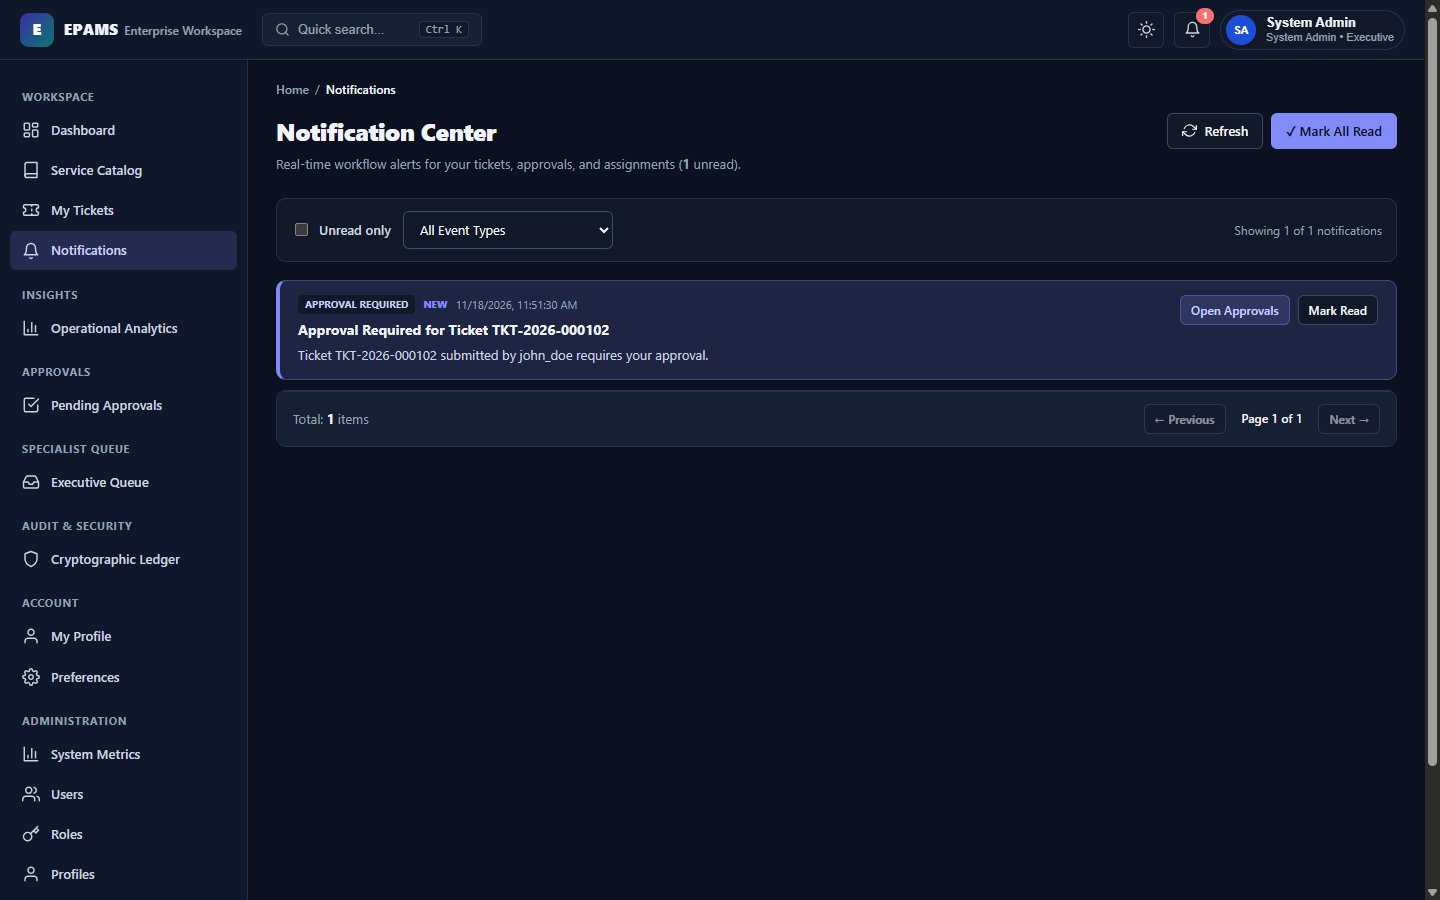 E EPAMS Enterprise Workspace Quick search... Ctrl K 1 SA System Admin
System Admin • Executive
WORKSPACE
Dashboard
Service Catalog
My Tickets
Notifications
INSIGHTS
Operational Analytics
APPROVALS
Pending Approvals
SPECIALIST QUEUE
Executive Queue
AUDIT & SECURITY
Cryptographic Ledger
ACCOUNT
My Profile
Preferences
ADMINISTRATION
System Metrics
Users
Roles
Profiles
Home / Notifications
Notification Center
Refresh ✓ Mark All Read
Real-time workflow alerts for your tickets, approvals, and assignments (1 unread).
Unread only All Event Types Showing 1 of 1 notifications
APPROVAL REQUIRED NEW 11/18/2026, 11:51:30 AM
Open Approvals Mark Read
Approval Required for Ticket TKT-2026-000102
Ticket TKT-2026-000102 submitted by john_doe requires your approval.
Total: 1 items ← Previous Page 1 of 1 Next →